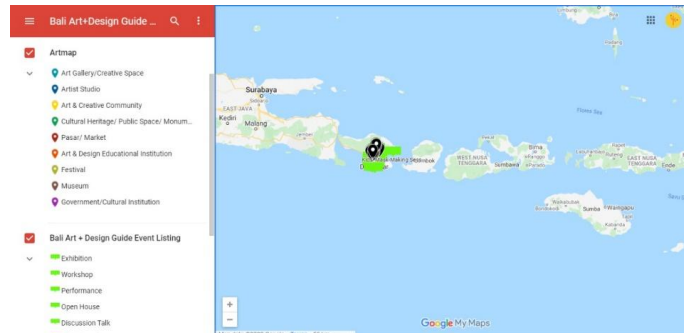 Bali Art+Design Guide ...
Artmap
Art Gallery/Creative Space
Artist Studio
Art & Creative Community
Cultural Heritage/ Public Space/ Monum...
Pasar/ Market
Art & Design Educational Institution
Festival
Museum
Government/Cultural Institution
Bali Art + Design Guide Event Listing
Exhibition
Workshop
Performance
Open House
Discussion Talk
Surabaya
EAST JAVA
Kediri
Malang
Flores Sea
Bima
WEST NUSA
TENGGARA
Sumbawa
EAST NUSA
TENGGARA
Ende
Sumba
Waingapu
+
−
Google My Maps